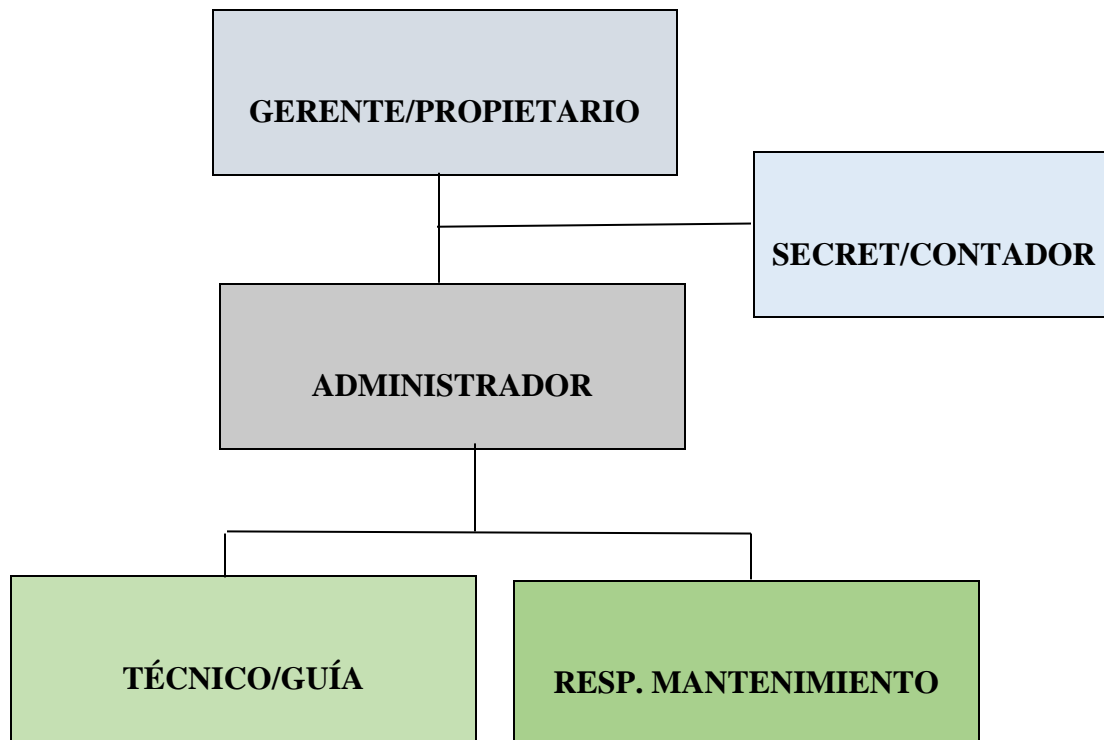 GERENTE/PROPIETARIO
SECRET/CONTADOR
ADMINISTRADOR
TÉCNICO/GUÍA
RESP. MANTENIMIENTO